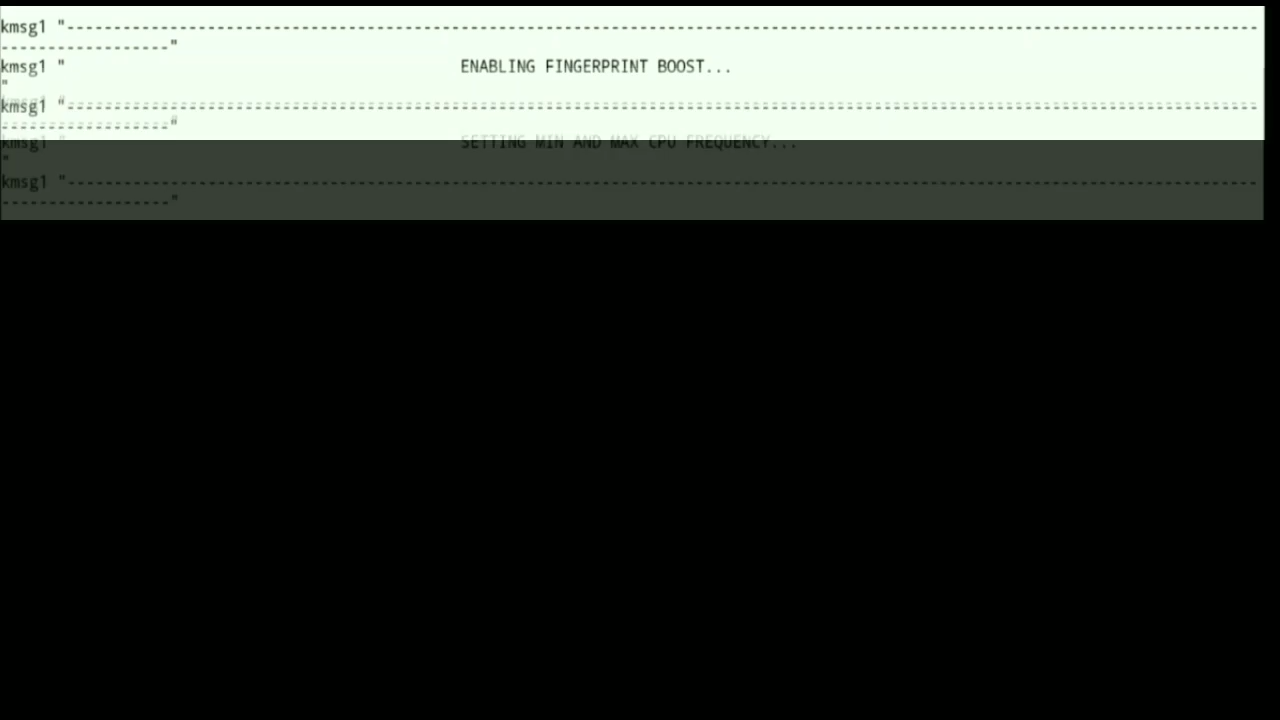 kmsg1 "-------------------------------------------------------------------------------------------------------------------------------
------------------"
kmsg1 " ENABLING FINGERPRINT BOOST...
"
kmsg1 "-------------------------------------------------------------------------------------------------------------------------------
------------------"
kmsg1 " SETTING MIN AND MAX CPU FREQUENCY...
"
kmsg1 "-------------------------------------------------------------------------------------------------------------------------------
------------------"